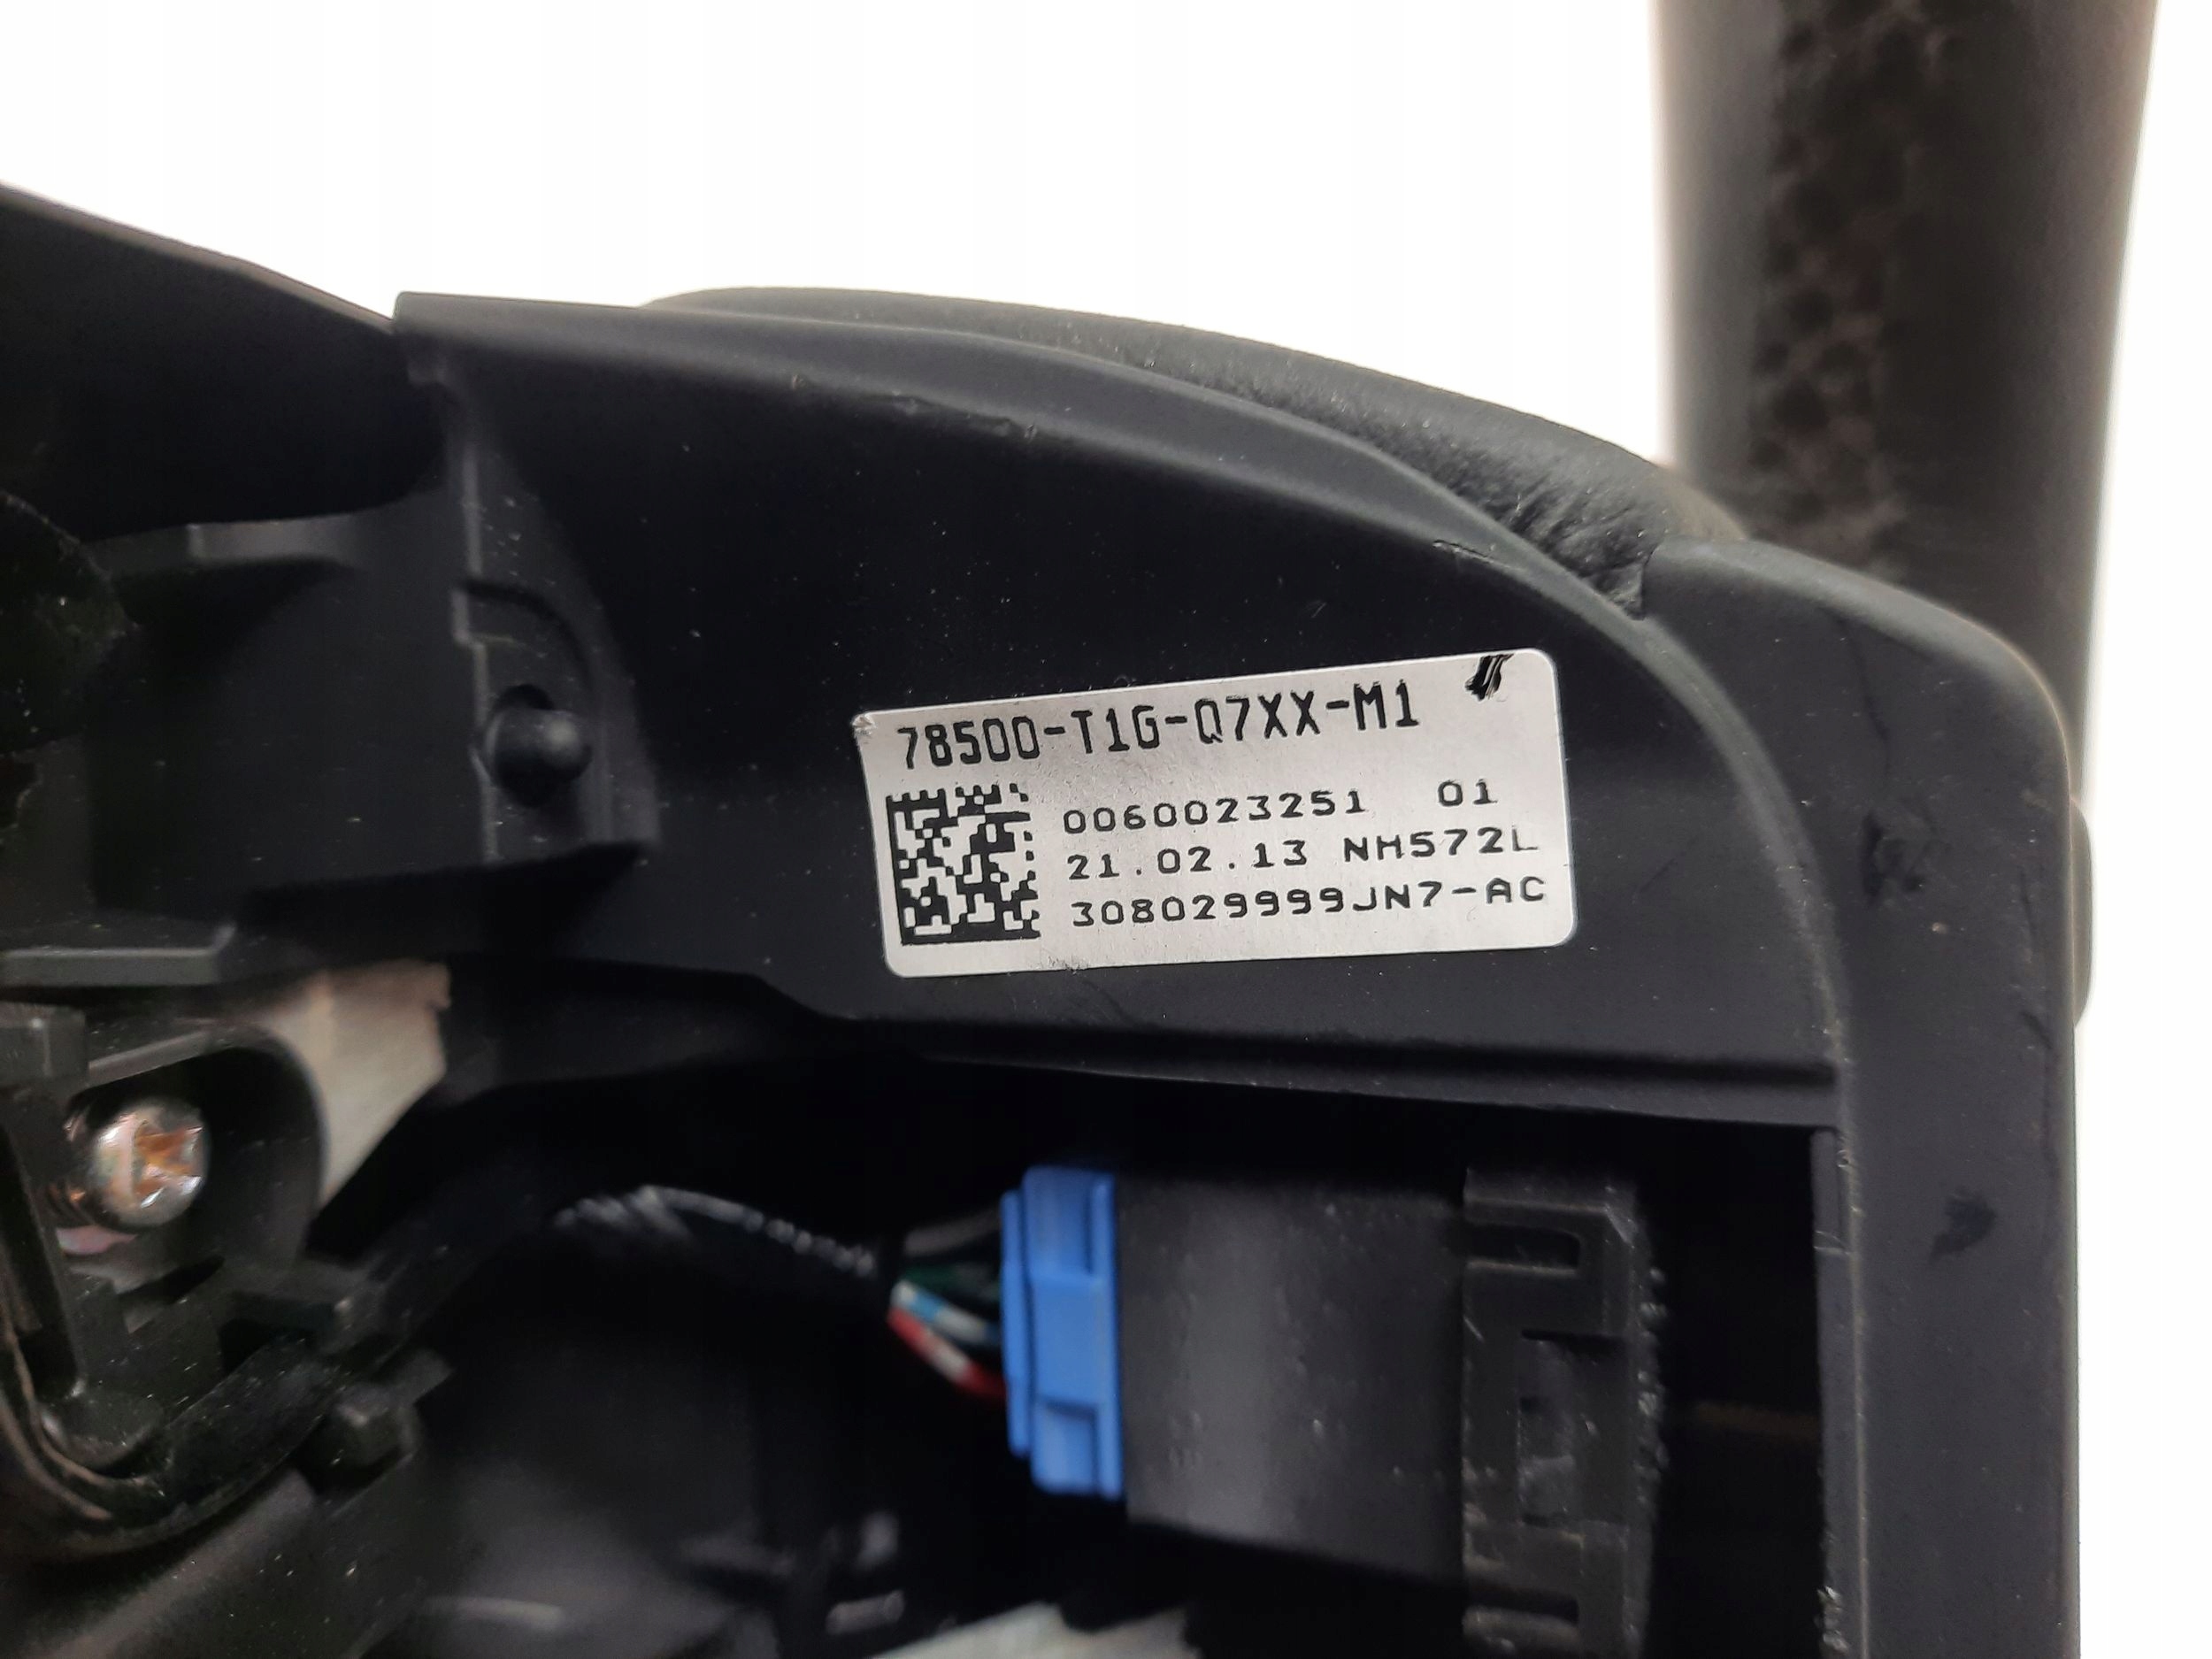 78500-T1G-Q7XX-M1
0060023251 01
21.02.13 NH572L
308029999JN7-AC